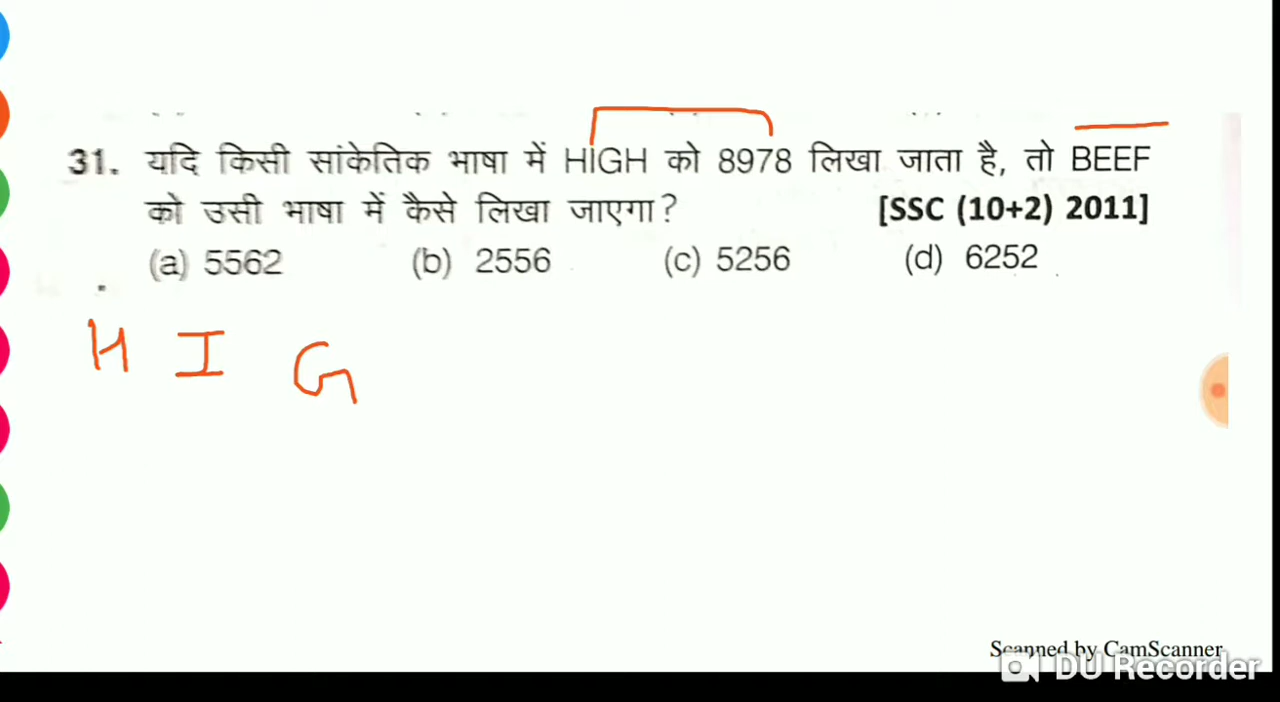 31. यदि किसी सांकेतिक भाषा में HIGH को 8978 लिखा जाता है, तो BEEF
को उसी भाषा में कैसे लिखा जाएगा? [SSC (10+2) 2011]
(a) 5562 (b) 2556 (c) 5256 (d) 6252
H I G
Scanned by CamScanner
DU Recorder